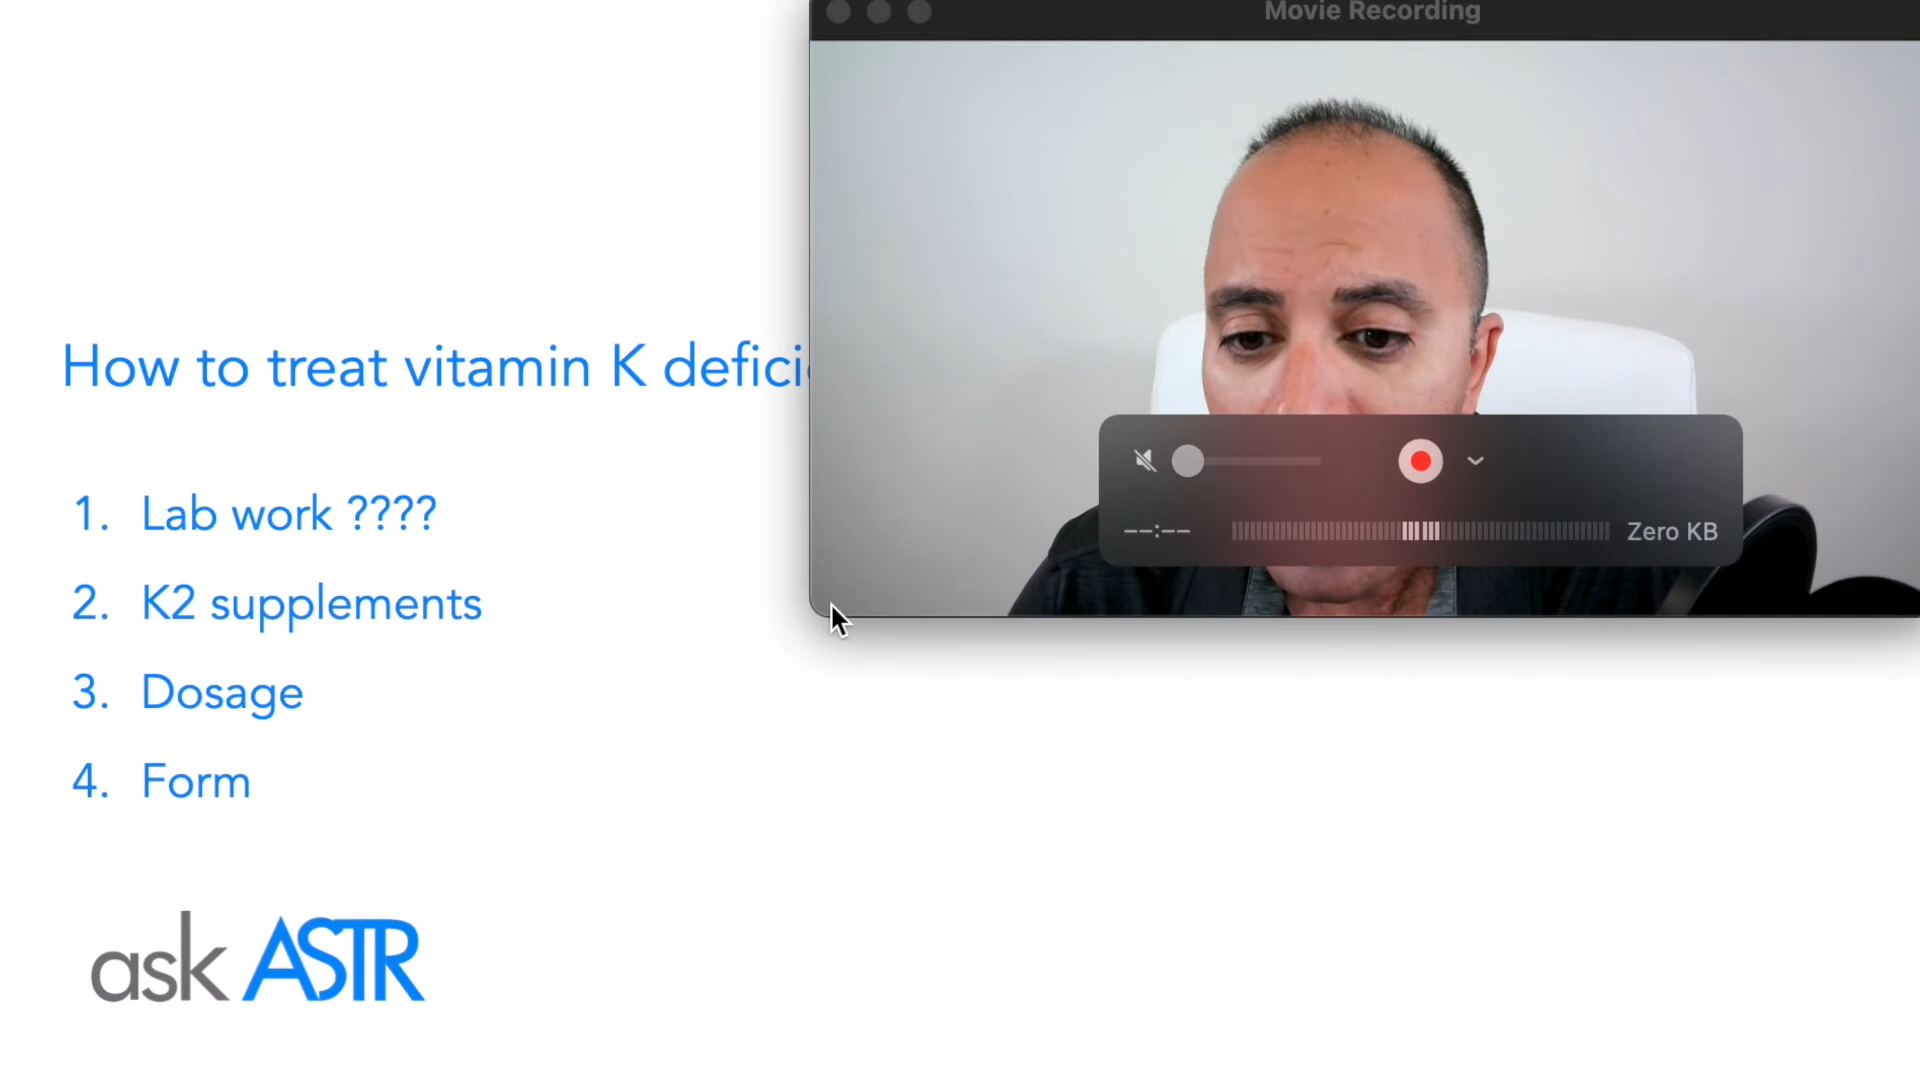 Movie Recording
How to treat vitamin K defici
1. Lab work ????
2. K2 supplements
3. Dosage
4. Form
--:--
Zero KB
ask ASTR